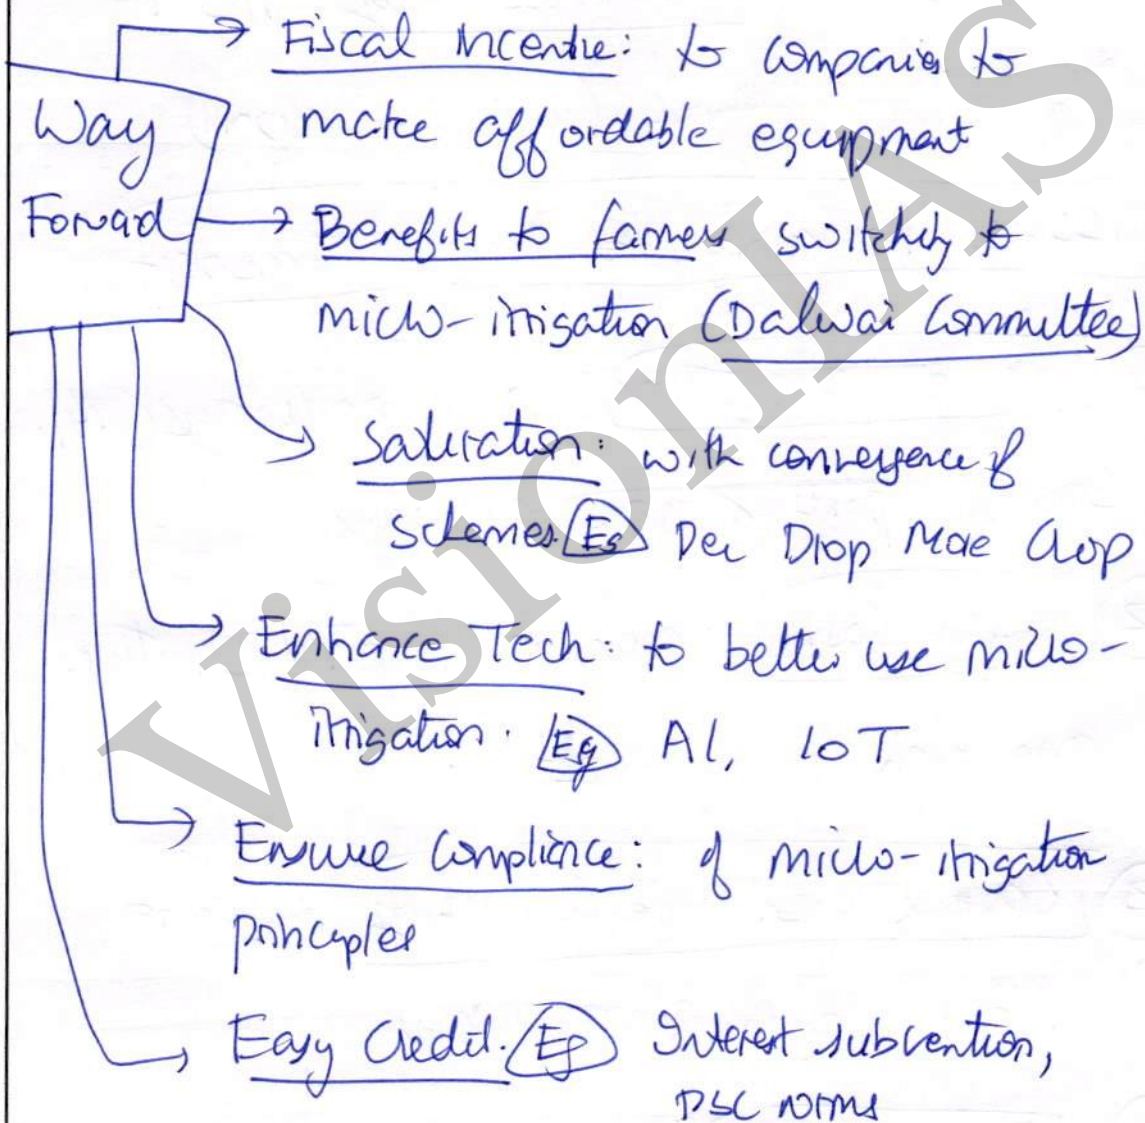 Way
Forwad
Fiscal Incentive: to companies to
make affordable equipment
Benefits to farmers switching to
micro-irrigation (Dalwai Committee)
Saturation: with convergence of
schemes. Eg Per Drop More Crop
Enhance Tech: to better use micro-
irrigation. Eg AI, IoT
Ensure Compliance: of micro-irrigation
principles
Easy Credit. Eg Interest subvention,
PSL norms
VisionIAS